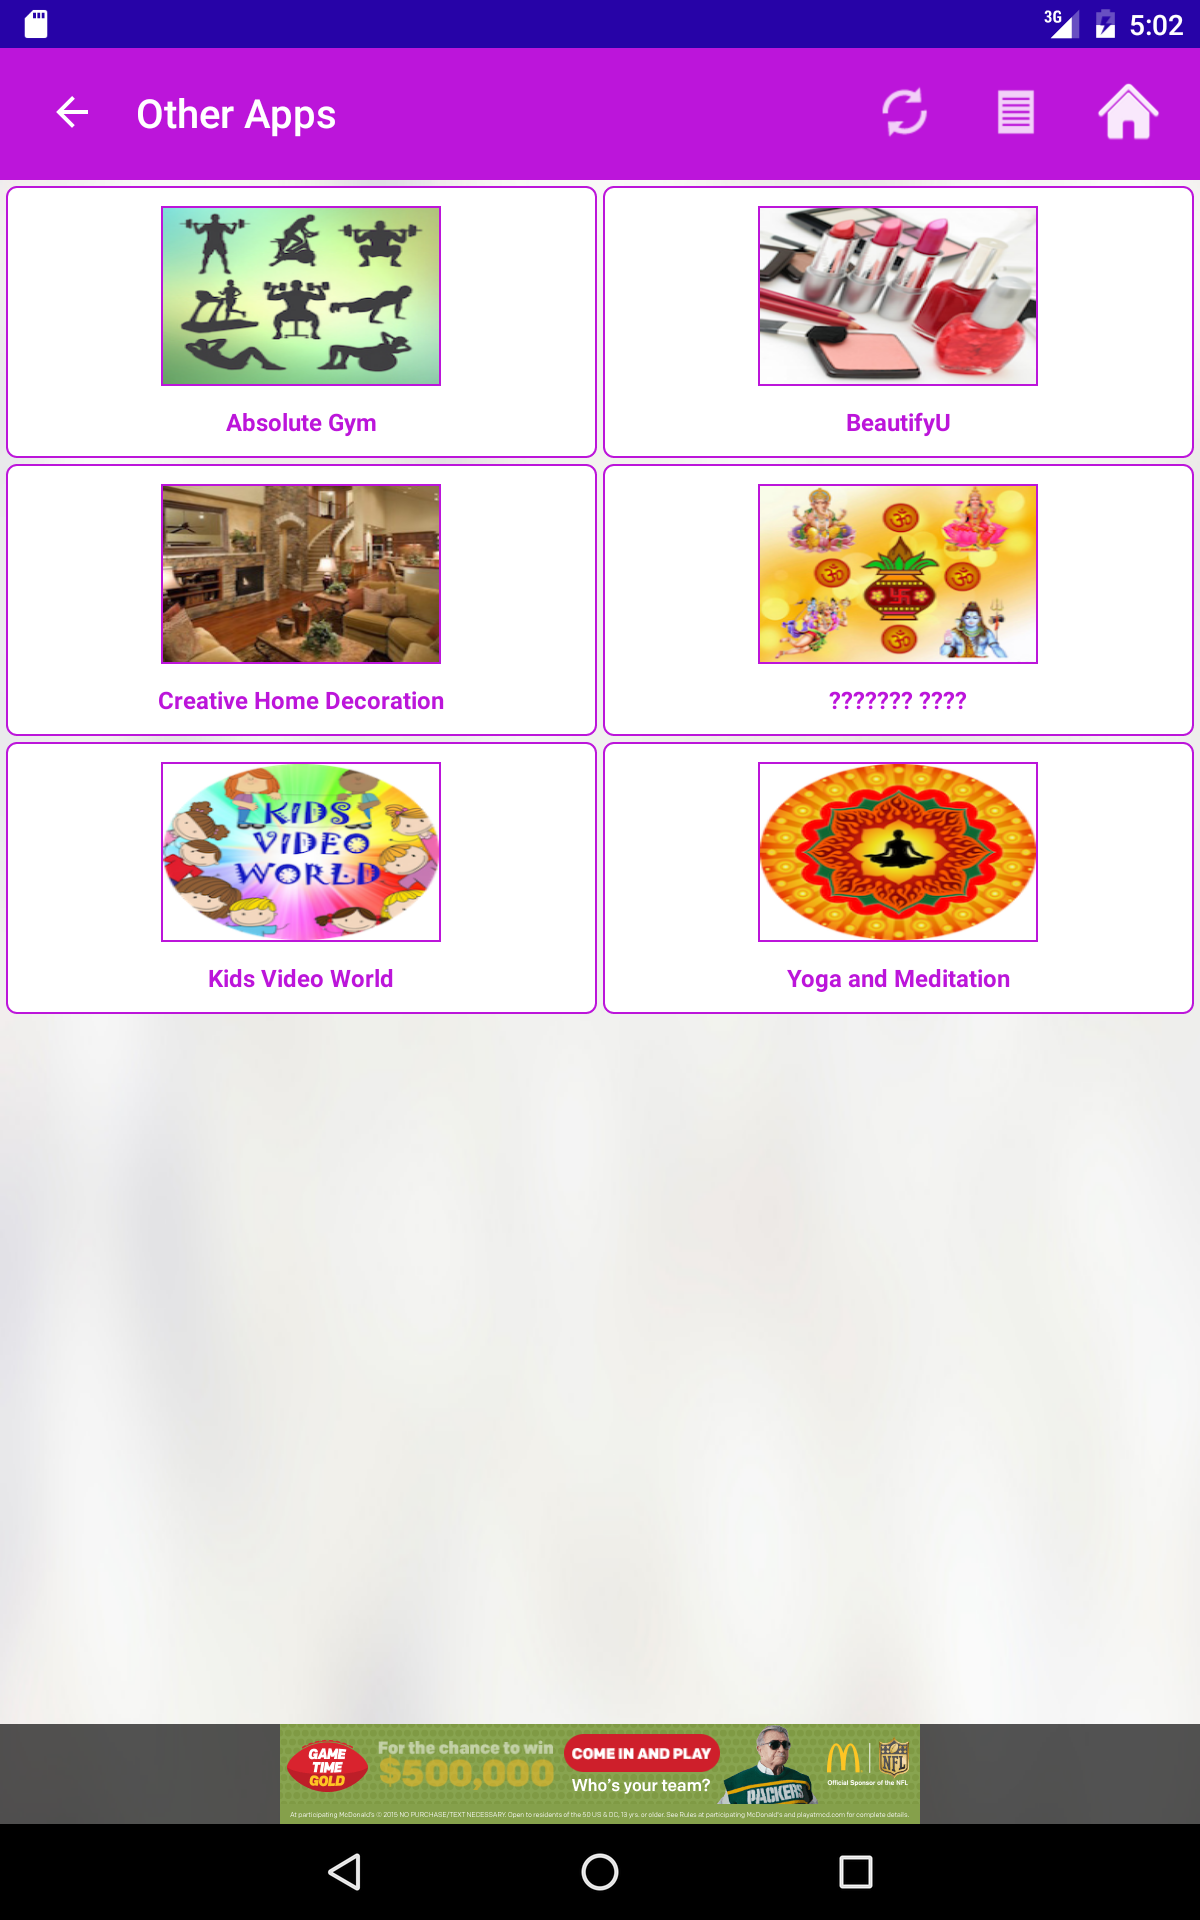 3G
5:02
Other Apps
Absolute Gym
BeautifyU
Creative Home Decoration
??????? ????
KIDS
VIDEO
WORLD
Kids Video World
Yoga and Meditation
GAME
TIME
GOLD
For the chance to win
$500,000
COME IN AND PLAY
Who's your team?
PACKERS
NFL
Official Sponsor of the NFL
At participating McDonald's © 2015 NO PURCHASE/TEXT NECESSARY. Open to residents of the 50 US & DC, 13 yrs. or older. See Rules at participating McDonald's and playatmcd.com for complete details.